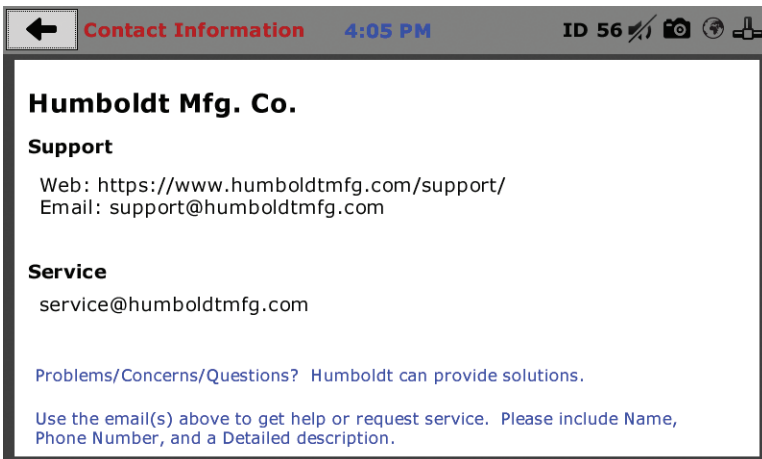 Contact Information 4:05 PM ID 56
Humboldt Mfg. Co.
Support
Web: https://www.humboldtmfg.com/support/
Email: support@humboldtmfg.com
Service
service@humboldtmfg.com
Problems/Concerns/Questions? Humboldt can provide solutions.
Use the email(s) above to get help or request service. Please include Name,
Phone Number, and a Detailed description.